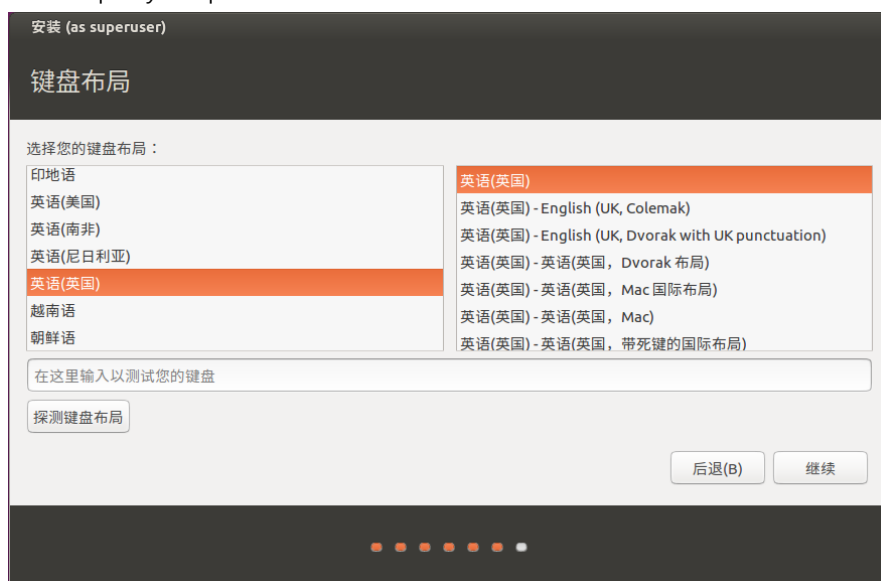 安装 (as superuser)
键盘布局
选择您的键盘布局：
印地语
英语(美国)
英语(南非)
英语(尼日利亚)
英语(英国)
越南语
朝鲜语
英语(英国)
英语(英国) - English (UK, Colemak)
英语(英国) - English (UK, Dvorak with UK punctuation)
英语(英国) - 英语(英国，Dvorak 布局)
英语(英国) - 英语(英国，Mac 国际布局)
英语(英国) - 英语(英国，Mac)
英语(英国) - 英语(英国，带死键的国际布局)
在这里输入以测试您的键盘
探测键盘布局
后退(B)
继续